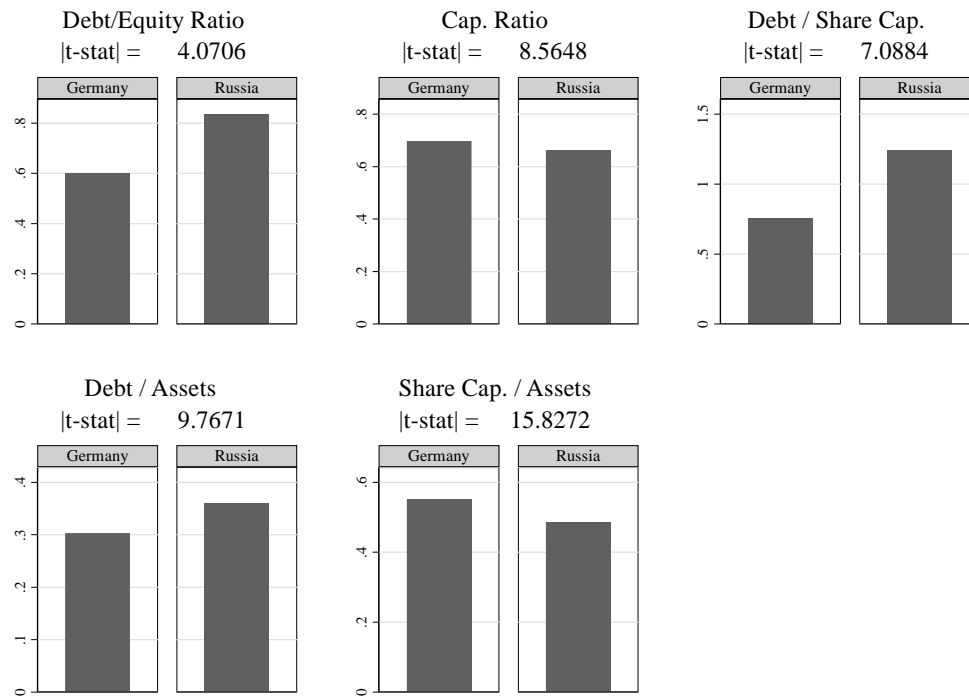 Debt/Equity Ratio
|t-stat| = 4.0706
Germany Russia
.8
.6
.4
.2
0
Cap. Ratio
|t-stat| = 8.5648
Germany Russia
.8
.6
.4
.2
0
Debt / Share Cap.
|t-stat| = 7.0884
Germany Russia
1.5
1
.5
0
Debt / Assets
|t-stat| = 9.7671
Germany Russia
.4
.3
.2
.1
0
Share Cap. / Assets
|t-stat| = 15.8272
Germany Russia
.6
.4
.2
0